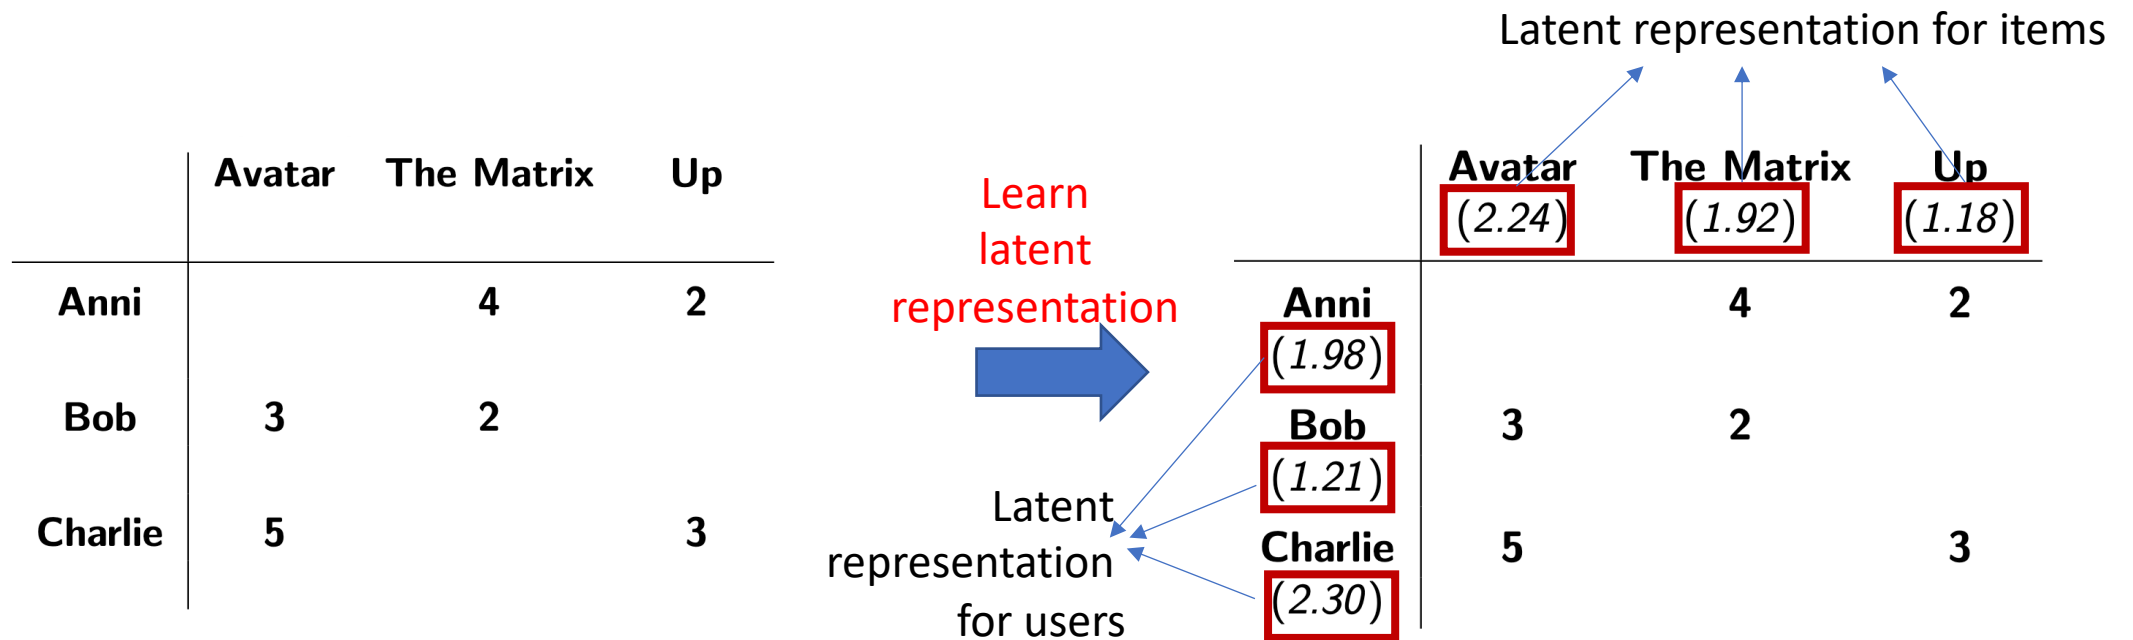 Latent representation for items
Avatar The Matrix Up
Anni 4 2
Bob 3 2
Charlie 5 3
Learn
latent
representation
Avatar The Matrix Up
(2.24) (1.92) (1.18)
Anni 4 2
(1.98)
Bob 3 2
(1.21)
Charlie 5 3
(2.30)
Latent
representation
for users